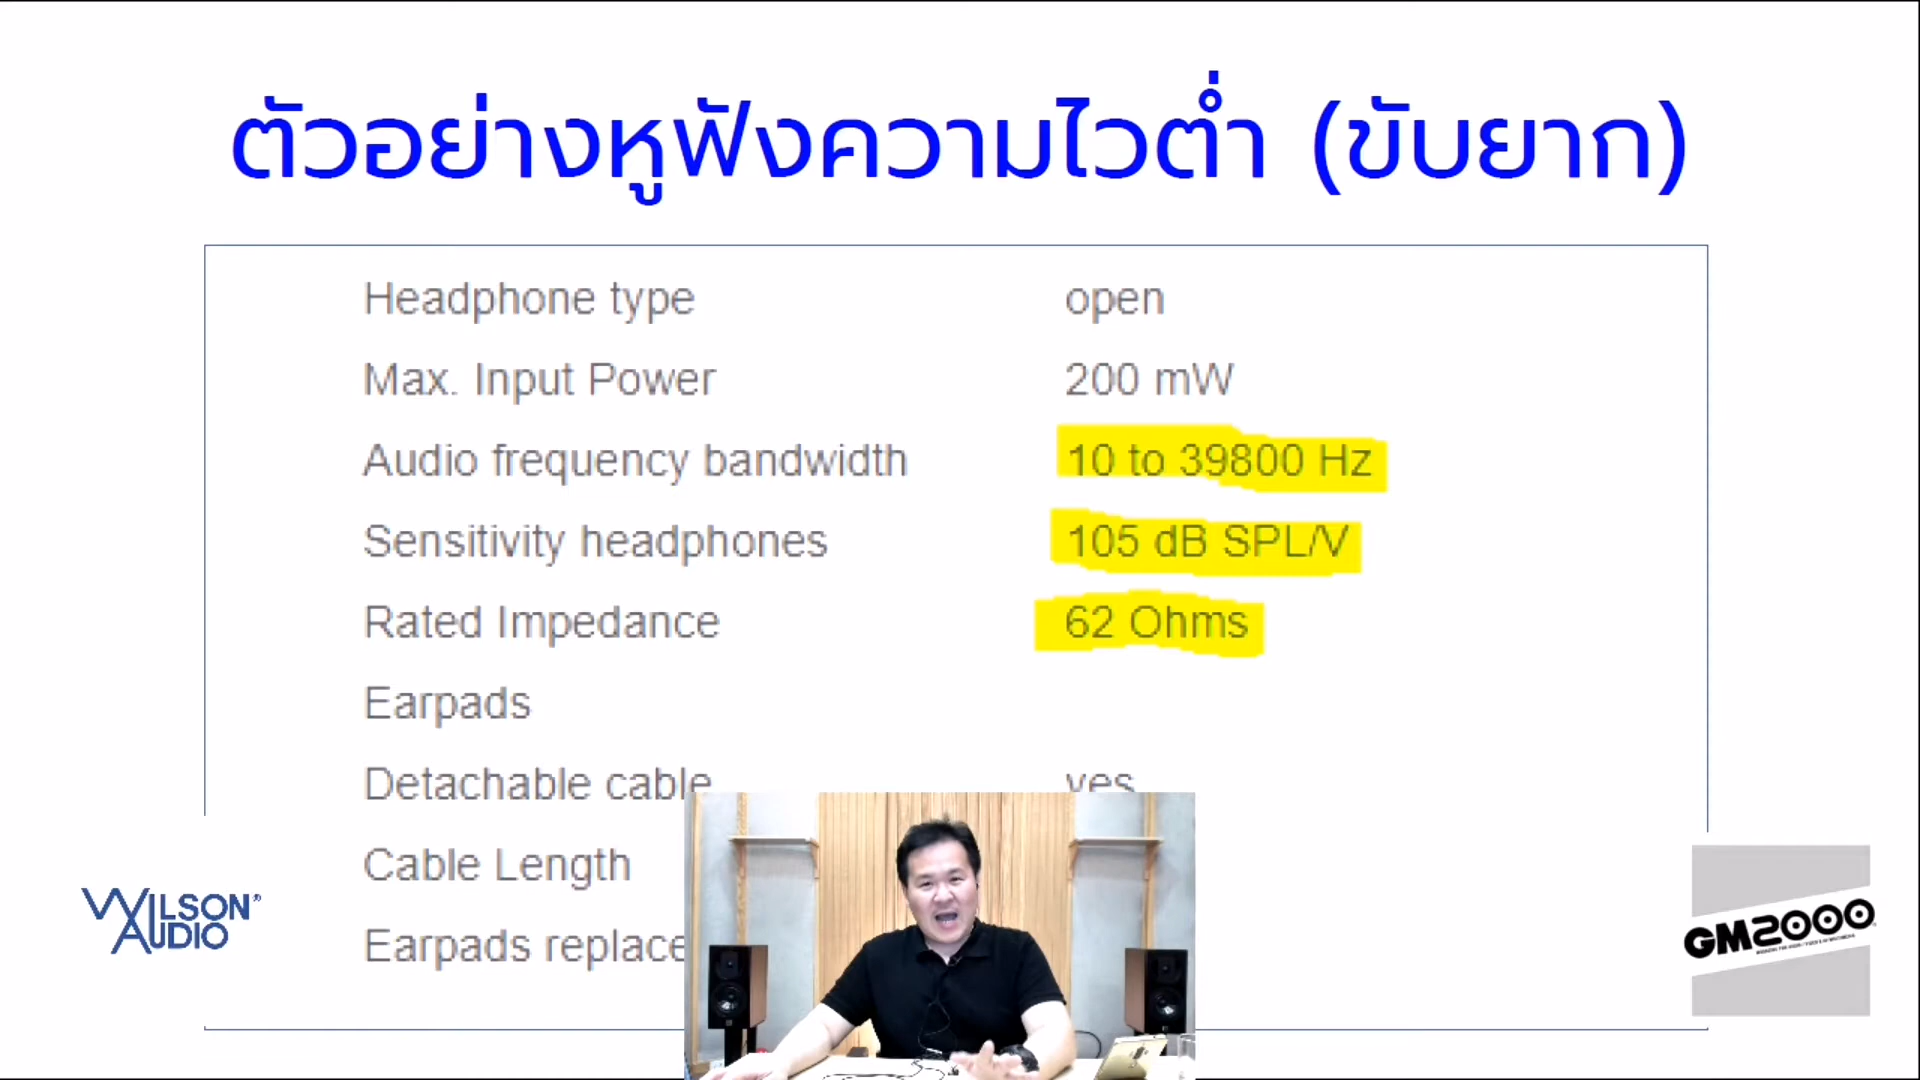 ตัวอย่างหูฟังความไวต่ำ (ขับยาก)
Headphone type open
Max. Input Power 200 mW
Audio frequency bandwidth 10 to 39800 Hz
Sensitivity headphones 105 dB SPL/V
Rated Impedance 62 Ohms
Earpads
Detachable cable yes
Cable Length
Earpads replace
WILSON®
AUDIO
GM2000